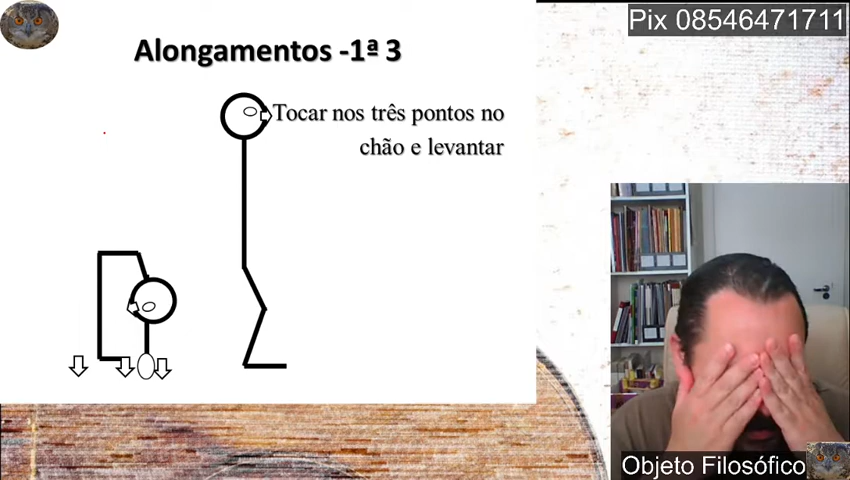 Pix 08546471711
Alongamentos -1ª 3
Tocar nos três pontos no
chão e levantar
Objeto Filosófico